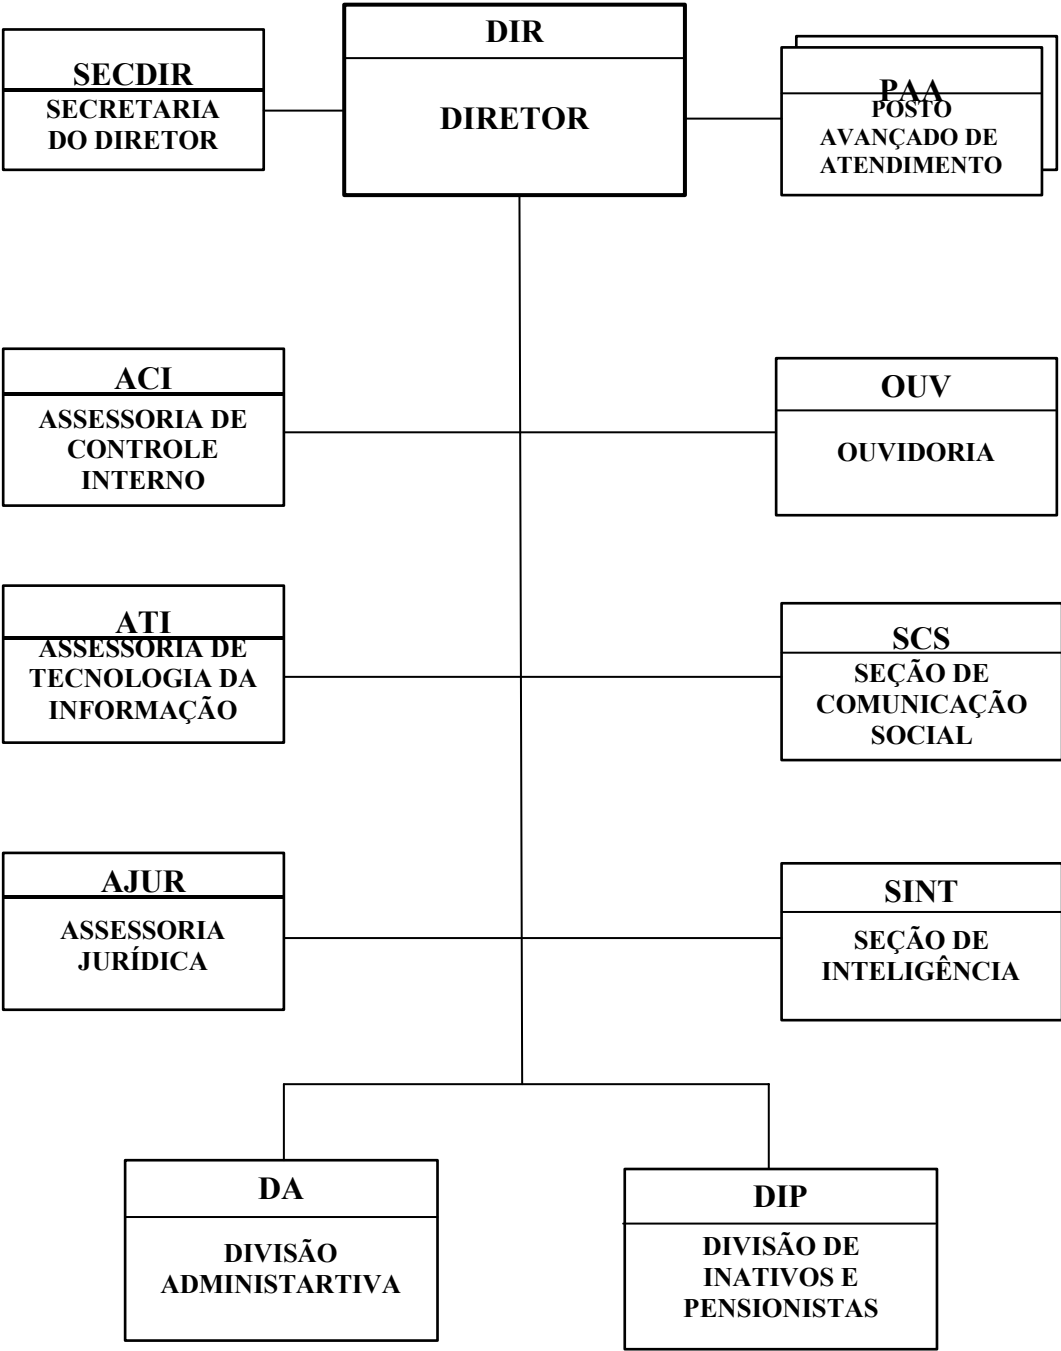 DIR
DIRETOR
SECDIR
SECRETARIA
DO DIRETOR
PAA
POSTO
AVANÇADO DE
ATENDIMENTO
ACI
ASSESSORIA DE
CONTROLE
INTERNO
OUV
OUVIDORIA
ATI
ASSESSORIA DE
TECNOLOGIA DA
INFORMAÇÃO
SCS
SEÇÃO DE
COMUNICAÇÃO
SOCIAL
AJUR
ASSESSORIA
JURÍDICA
SINT
SEÇÃO DE
INTELIGÊNCIA
DA
DIVISÃO
ADMINISTARTIVA
DIP
DIVISÃO DE
INATIVOS E
PENSIONISTAS